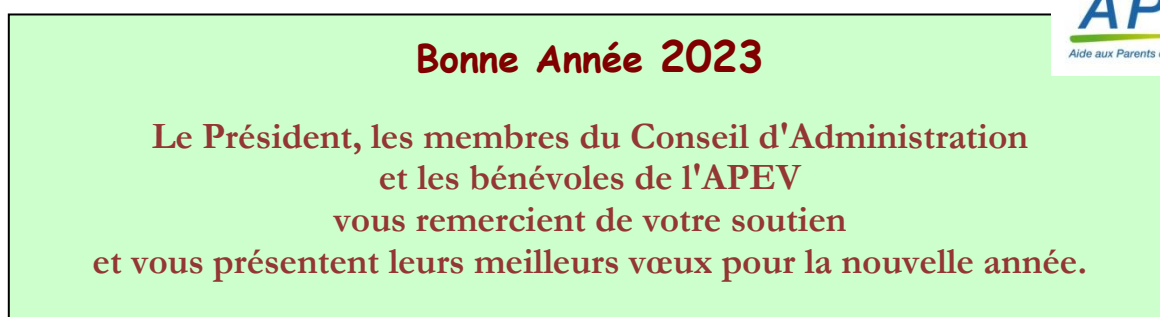 AP
Aide aux Parents
Bonne Année 2023
Le Président, les membres du Conseil d'Administration
et les bénévoles de l'APEV
vous remercient de votre soutien
et vous présentent leurs meilleurs vœux pour la nouvelle année.